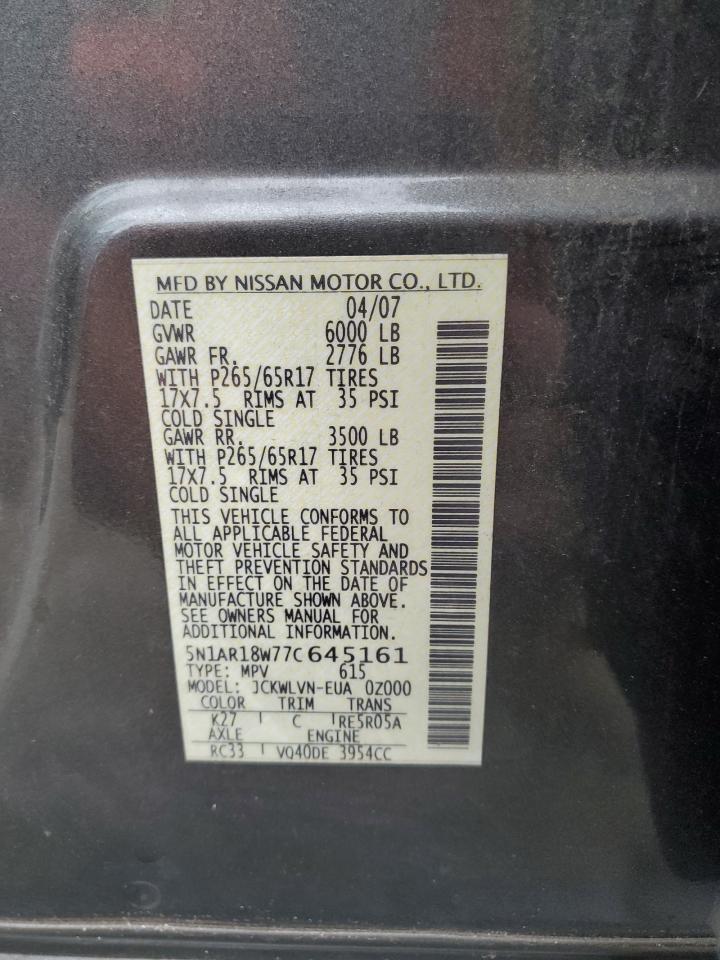 MFD BY NISSAN MOTOR CO., LTD.
DATE 04/07
GVWR 6000 LB
GAWR FR. 2776 LB
WITH P265/65R17 TIRES
17X7.5 RIMS AT 35 PSI
COLD SINGLE
GAWR RR. 3500 LB
WITH P265/65R17 TIRES
17X7.5 RIMS AT 35 PSI
COLD SINGLE
THIS VEHICLE CONFORMS TO
ALL APPLICABLE FEDERAL
MOTOR VEHICLE SAFETY AND
THEFT PREVENTION STANDARDS
IN EFFECT ON THE DATE OF
MANUFACTURE SHOWN ABOVE.
SEE OWNERS MANUAL FOR
ADDITIONAL INFORMATION.
5N1AR18W77C645161
TYPE: MPV 615
MODEL: JCKWLVN-EUA 0Z000
COLOR TRIM TRANS
K27 C RE5R05A
AXLE ENGINE
RC33 VQ40DE 3954CC